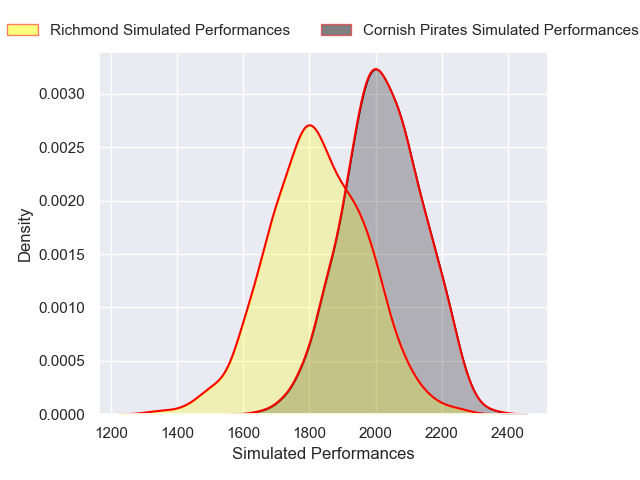 Richmond Simulated Performances Cornish Pirates Simulated Performances
0.0030
0.0025
0.0020
0.0015
0.0010
0.0005
0.0000
Density
1200 1400 1600 1800 2000 2200 2400
Simulated Performances